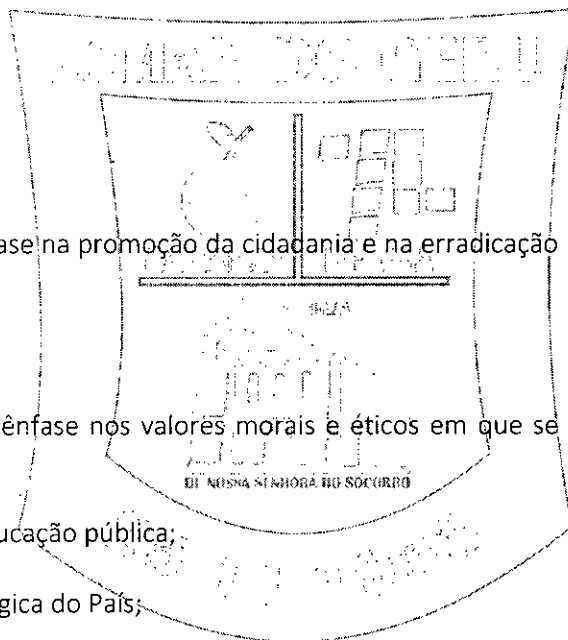 ase na promoção da cidadania e na erradicação
ênfase nos valores morais e éticos em que se
DE NOSSA SENHORA DO SOCORRO
ucação pública;
gica do País;